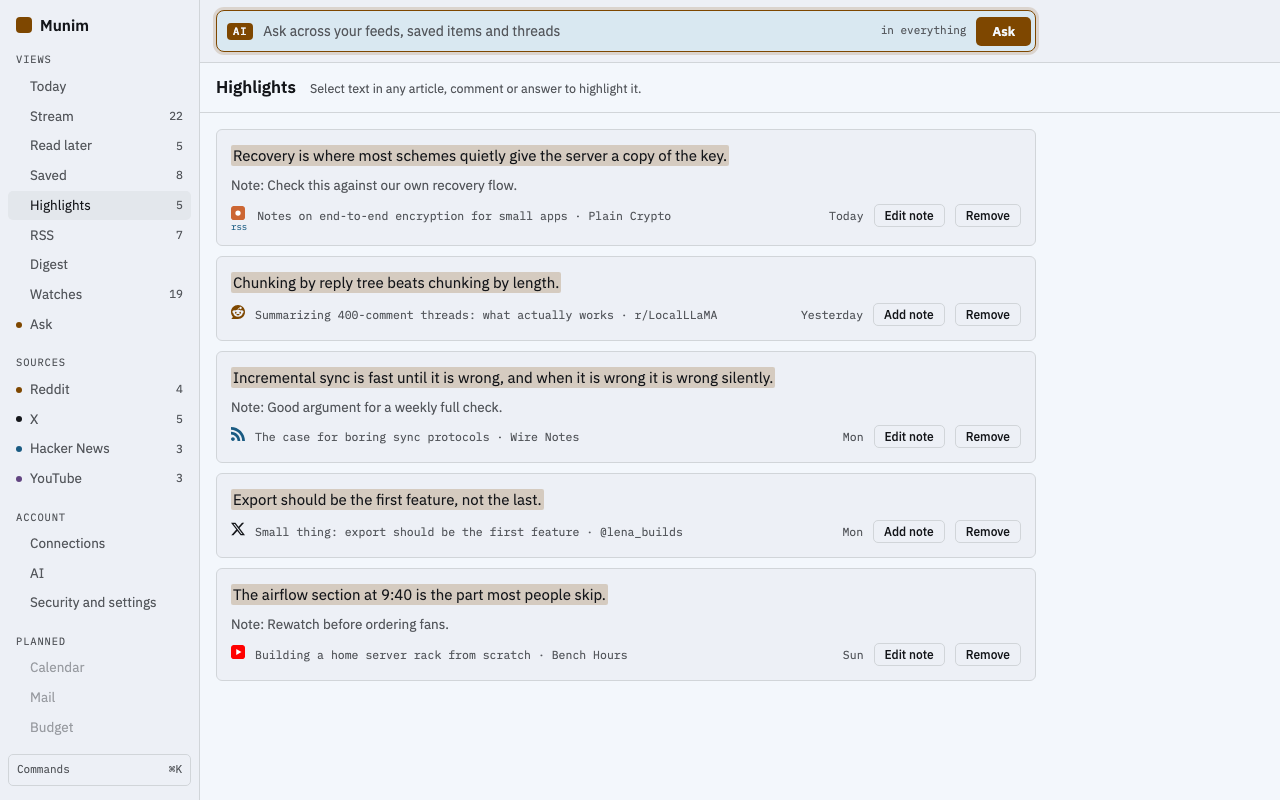 Munim
VIEWS
Today
Stream 22
Read later 5
Saved 8
Highlights 5
RSS 7
Digest
Watches 19
Ask
SOURCES
Reddit 4
X 5
Hacker News 3
YouTube 3
ACCOUNT
Connections
AI
Security and settings
PLANNED
Calendar
Mail
Budget
Commands ⌘K
AI Ask across your feeds, saved items and threads in everything Ask
Highlights Select text in any article, comment or answer to highlight it.
Recovery is where most schemes quietly give the server a copy of the key.
Note: Check this against our own recovery flow.
Notes on end-to-end encryption for small apps · Plain Crypto Today Edit note Remove
rss
Chunking by reply tree beats chunking by length.
Summarizing 400-comment threads: what actually works · r/LocalLLaMA Yesterday Add note Remove
Incremental sync is fast until it is wrong, and when it is wrong it is wrong silently.
Note: Good argument for a weekly full check.
The case for boring sync protocols · Wire Notes Mon Edit note Remove
Export should be the first feature, not the last.
Small thing: export should be the first feature · @lena_builds Mon Add note Remove
The airflow section at 9:40 is the part most people skip.
Note: Rewatch before ordering fans.
Building a home server rack from scratch · Bench Hours Sun Edit note Remove